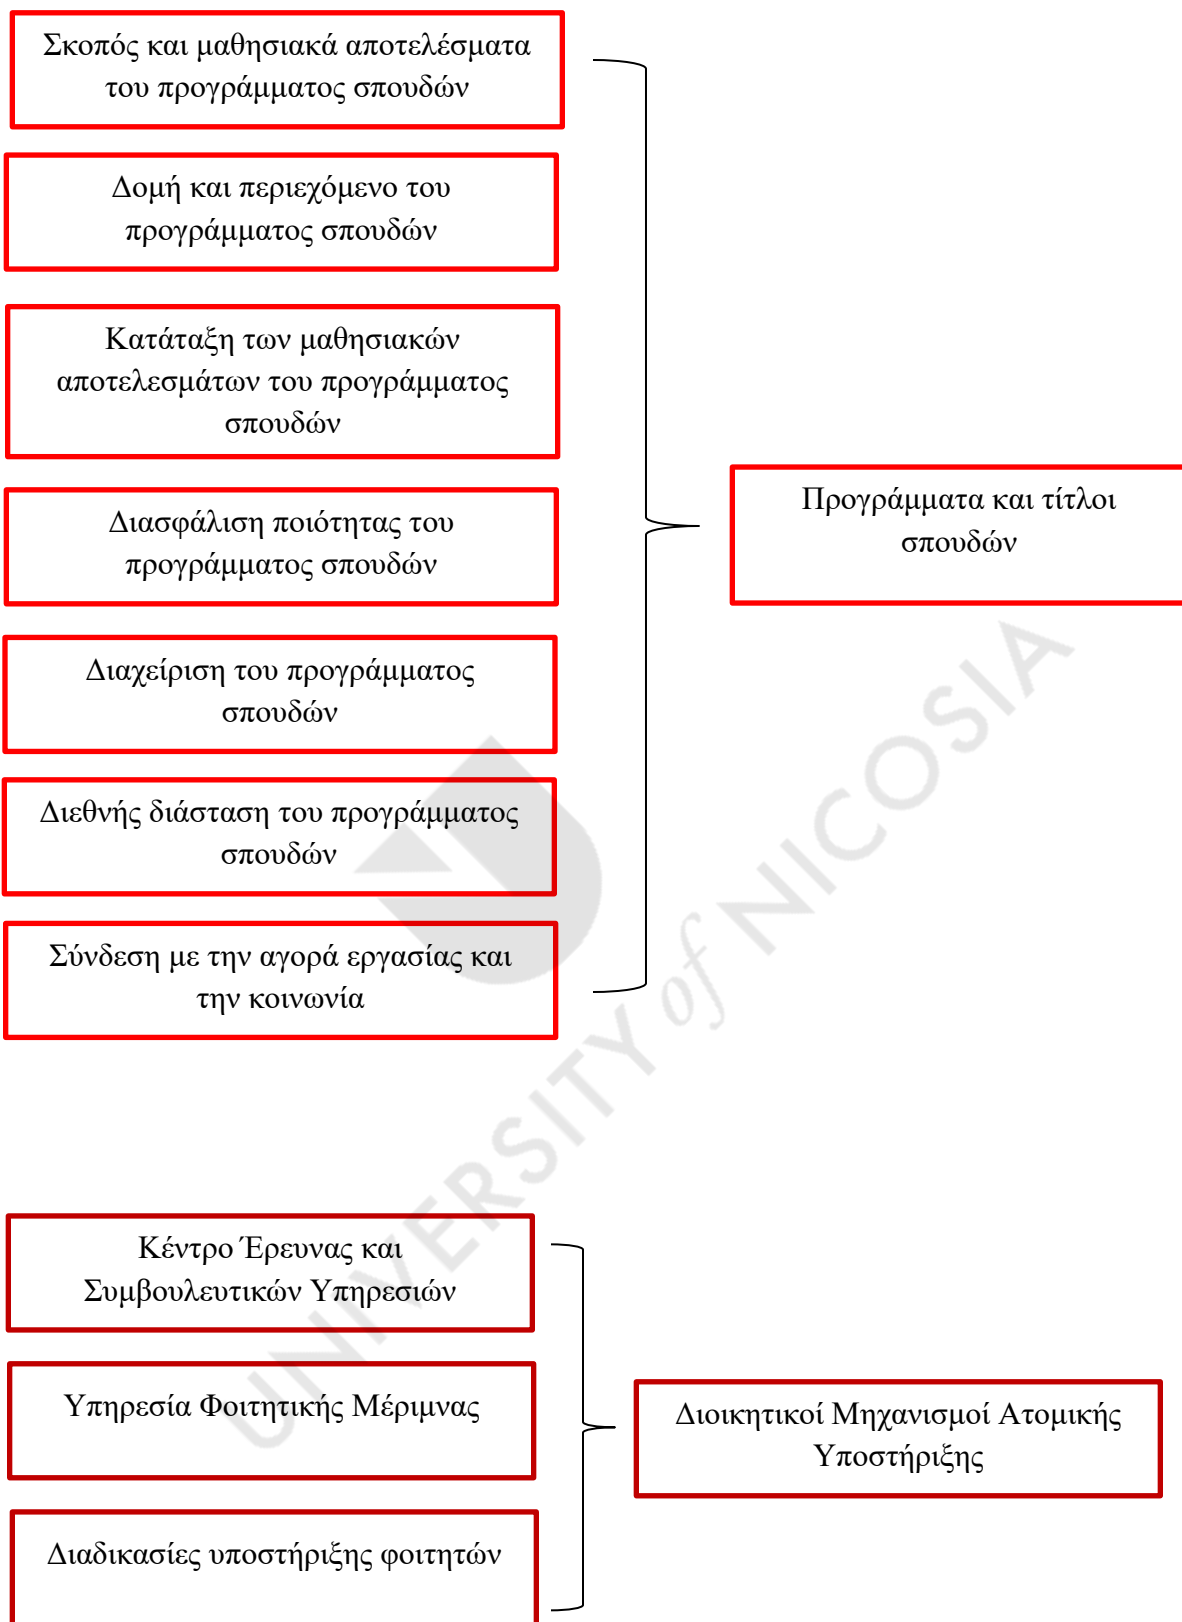 Σκοπός και μαθησιακά αποτελέσματα
του προγράμματος σπουδών
Δομή και περιεχόμενο του
προγράμματος σπουδών
Κατάταξη των μαθησιακών
αποτελεσμάτων του προγράμματος
σπουδών
Διασφάλιση ποιότητας του
προγράμματος σπουδών
Διαχείριση του προγράμματος
σπουδών
Διεθνής διάσταση του προγράμματος
σπουδών
Σύνδεση με την αγορά εργασίας και
την κοινωνία
Προγράμματα και τίτλοι
σπουδών
Κέντρο Έρευνας και
Συμβουλευτικών Υπηρεσιών
Υπηρεσία Φοιτητικής Μέριμνας
Διαδικασίες υποστήριξης φοιτητών
Διοικητικοί Μηχανισμοί Ατομικής
Υποστήριξης
UNIVERSITY of NICOSIA